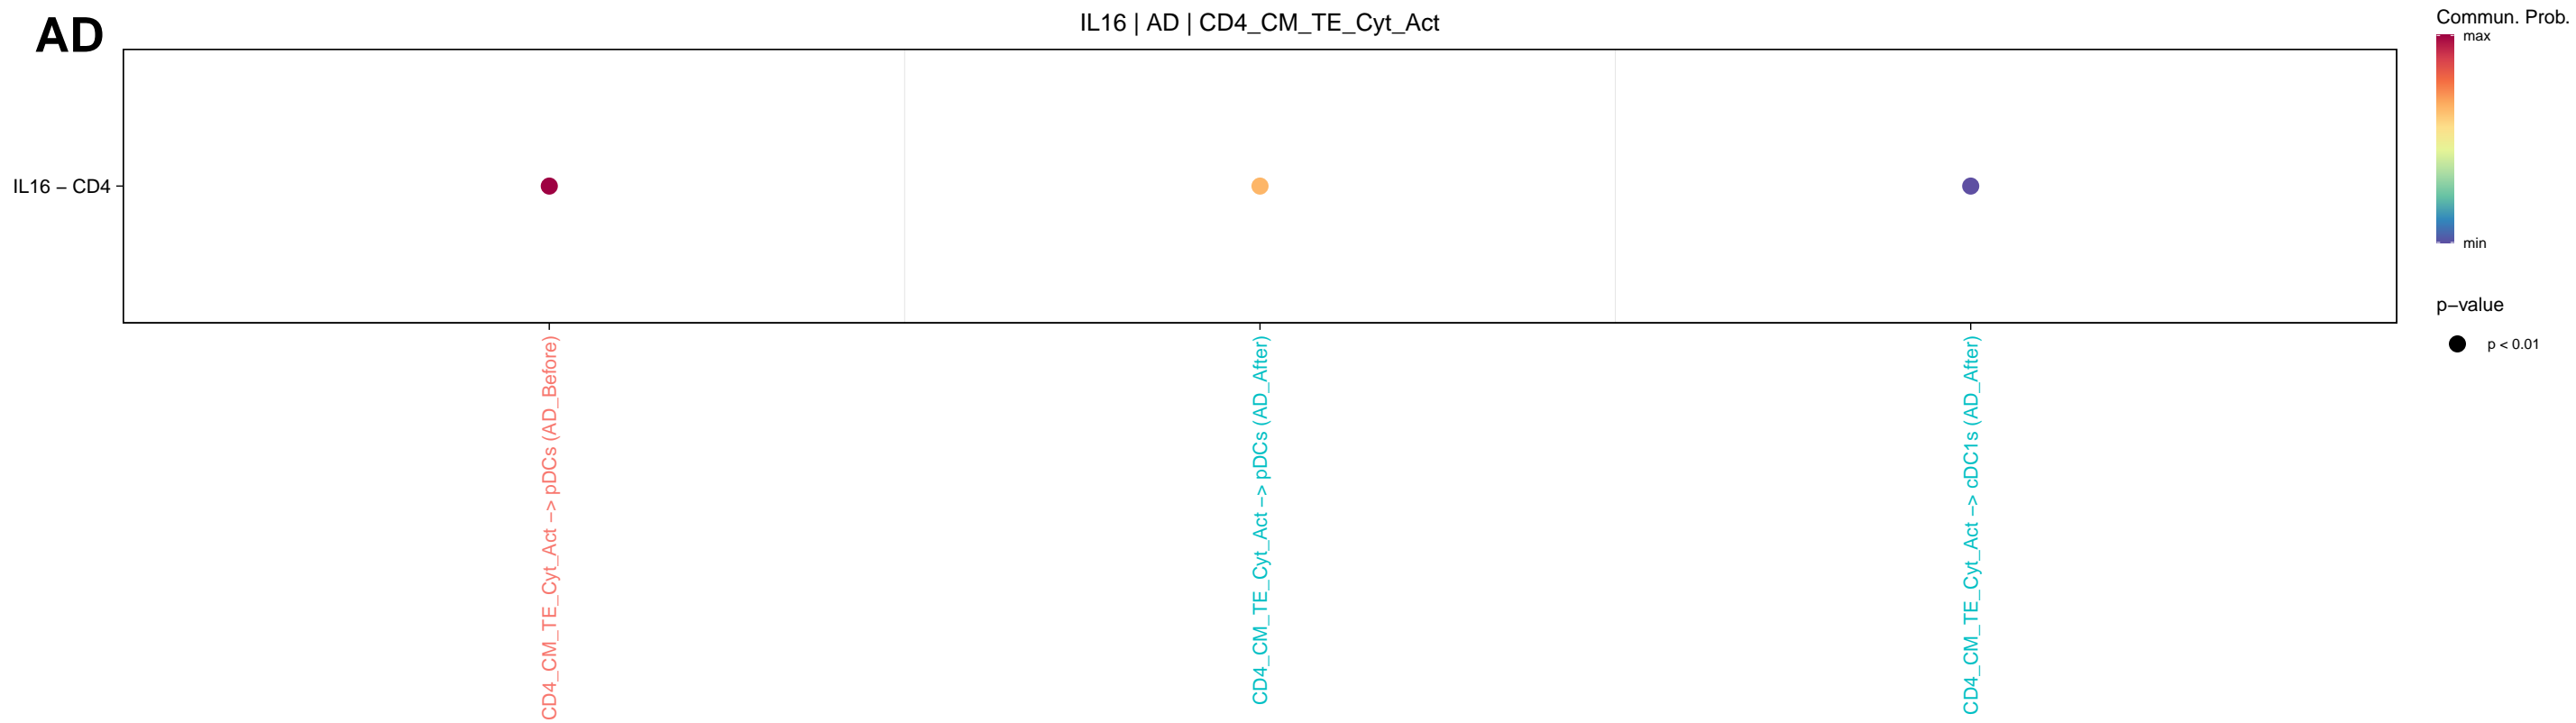 AD
IL16 | AD | CD4_CM_TE_Cyt_Act
IL16 – CD4
CD4_CM_TE_Cyt_Act –> pDCs (AD_Before)
CD4_CM_TE_Cyt_Act –> pDCs (AD_After)
CD4_CM_TE_Cyt_Act –> cDC1s (AD_After)
Commun. Prob.
max
min
p–value
p < 0.01